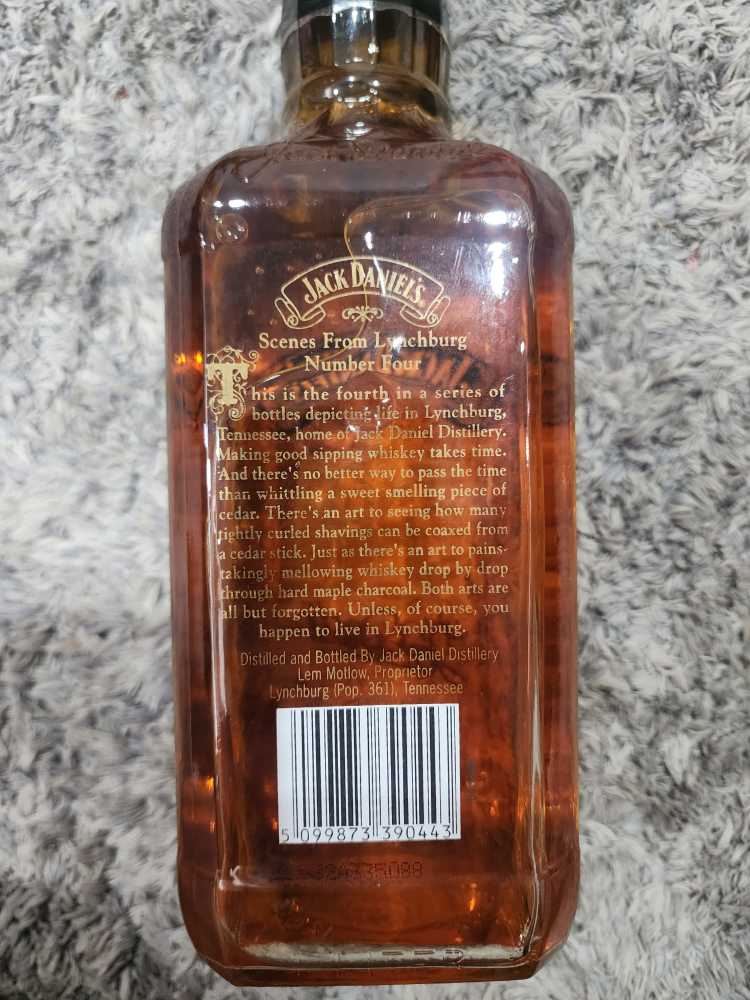 JACK DANIEL'S
Scenes From Lynchburg
Number Four
This is the fourth in a series of
bottles depicting life in Lynchburg,
Tennessee, home of Jack Daniel Distillery.
Making good sipping whiskey takes time.
And there's no better way to pass the time
than whittling a sweet smelling piece of
cedar. There's an art to seeing how many
tightly curled shavings can be coaxed from
a cedar stick. Just as there's an art to pains-
takingly mellowing whiskey drop by drop
through hard maple charcoal. Both arts are
all but forgotten. Unless, of course, you
happen to live in Lynchburg.
Distilled and Bottled By Jack Daniel Distillery
Lem Motlow, Proprietor
Lynchburg (Pop. 361), Tennessee
5 099873 390443